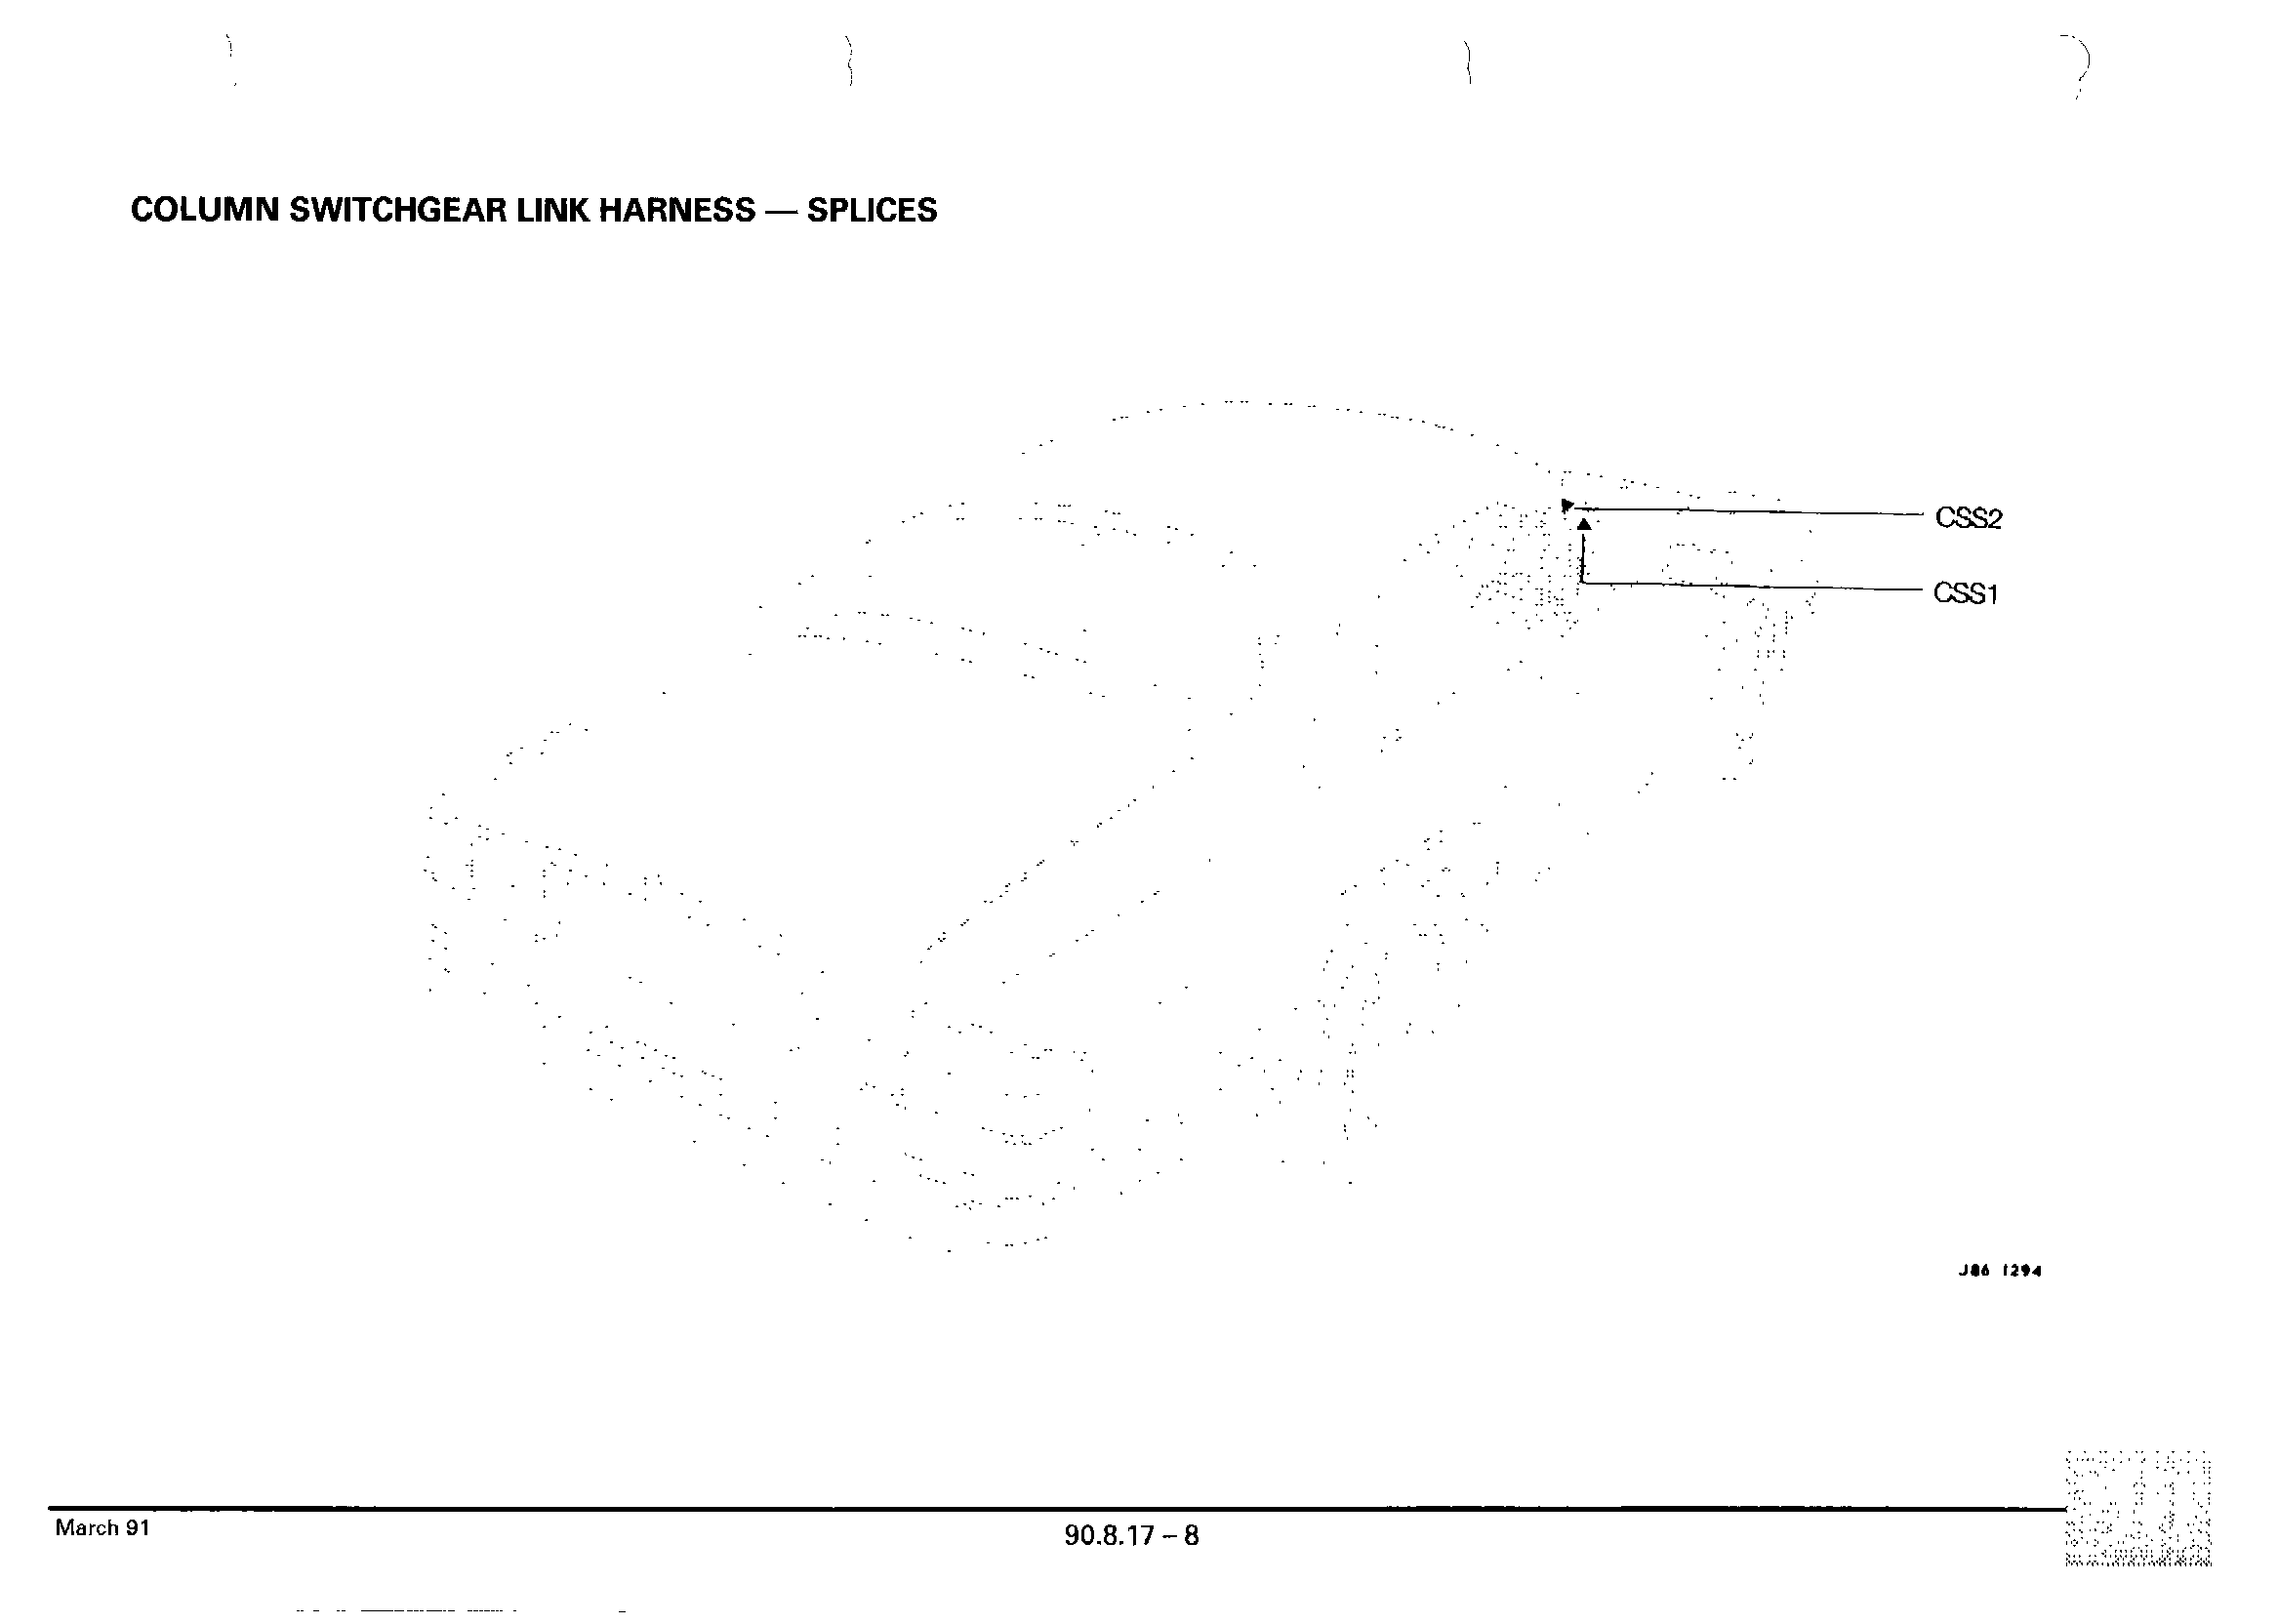 COLUMN SWITCHGEAR LINK HARNESS — SPLICES
CSS2
CSS1
J86 1294
March 91
90.8.17 – 8